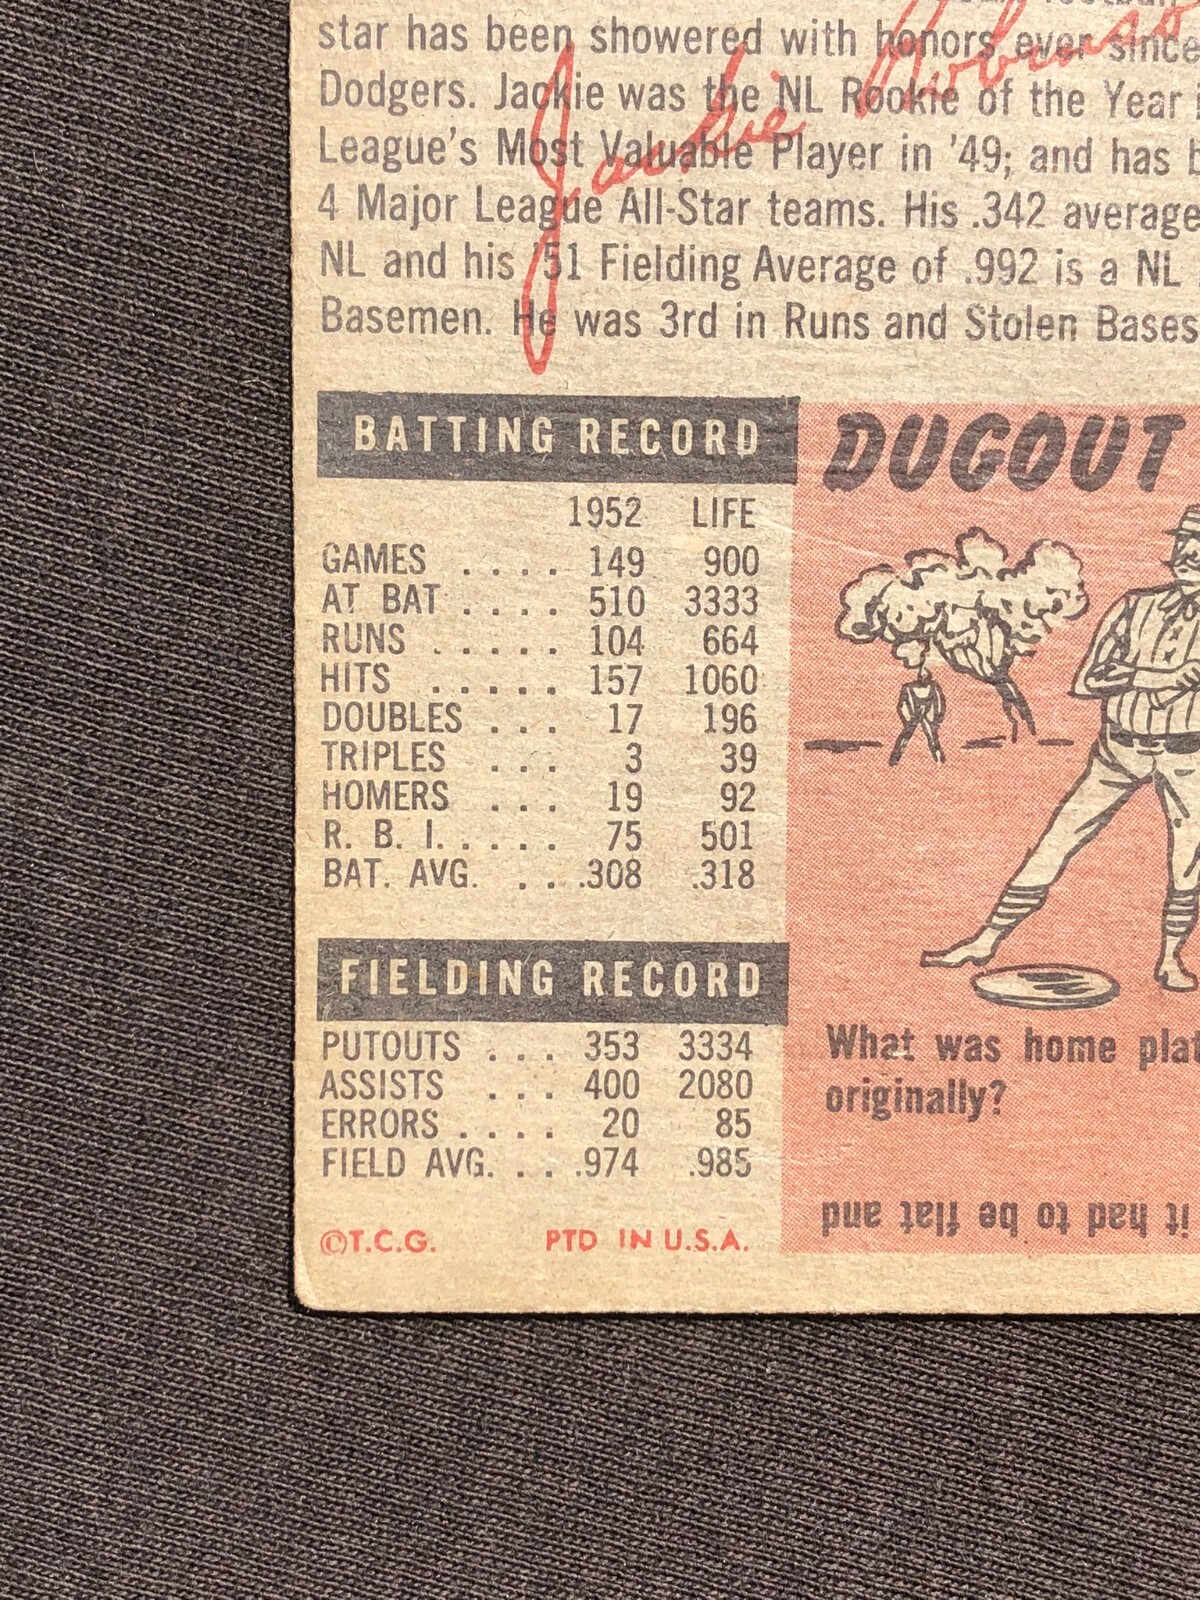 star has been showered with honors ever since
Dodgers. Jackie was the NL Rookie of the Year
League's Most Valuable Player in '49; and has
4 Major League All-Star teams. His .342 average
NL and his '51 Fielding Average of .992 is a NL
Basemen. He was 3rd in Runs and Stolen Bases
Jackie Robinso
BATTING RECORD
1952 LIFE
GAMES . . . . 149 900
AT BAT . . . . 510 3333
RUNS . . . . . 104 664
HITS . . . . . . 157 1060
DOUBLES . . . 17 196
TRIPLES . . . 3 39
HOMERS . . . 19 92
R. B. I. . . . . . 75 501
BAT. AVG. . . . .308 .318
FIELDING RECORD
PUTOUTS . . . 353 3334
ASSISTS . . . 400 2080
ERRORS . . . . 20 85
FIELD AVG. . . . .974 .985
©T.C.G. PTD IN U.S.A.
DUGOUT
What was home plat
originally?
it had to be flat and